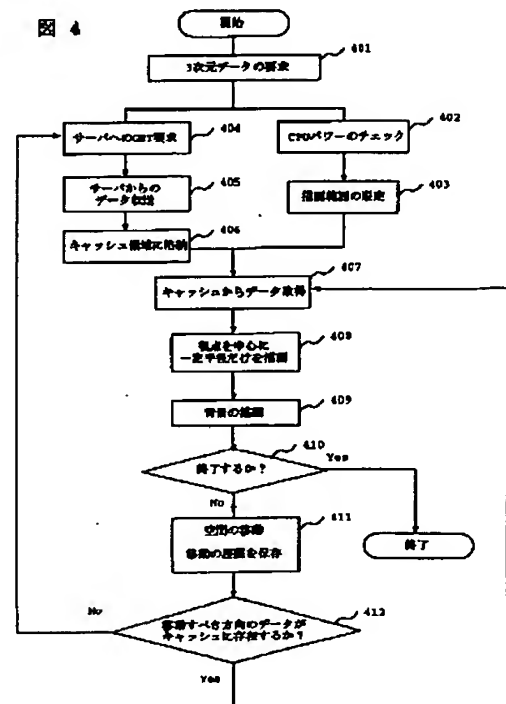 図 4
開始
3次元データの要求
401
サーバへのGET要求
404
CPUパワーのチェック
402
サーバからの
データ転送
405
描画範囲の設定
403
キャッシュ領域に格納
406
キャッシュからデータ取得
407
視点を中心に
一定半径だけを描画
408
背景の描画
409
終了するか？
410
Yes
No
空間の移動
移動の履歴を保存
411
終了
移動すべき方向のデータが
キャッシュに存在するか？
412
No
Yes